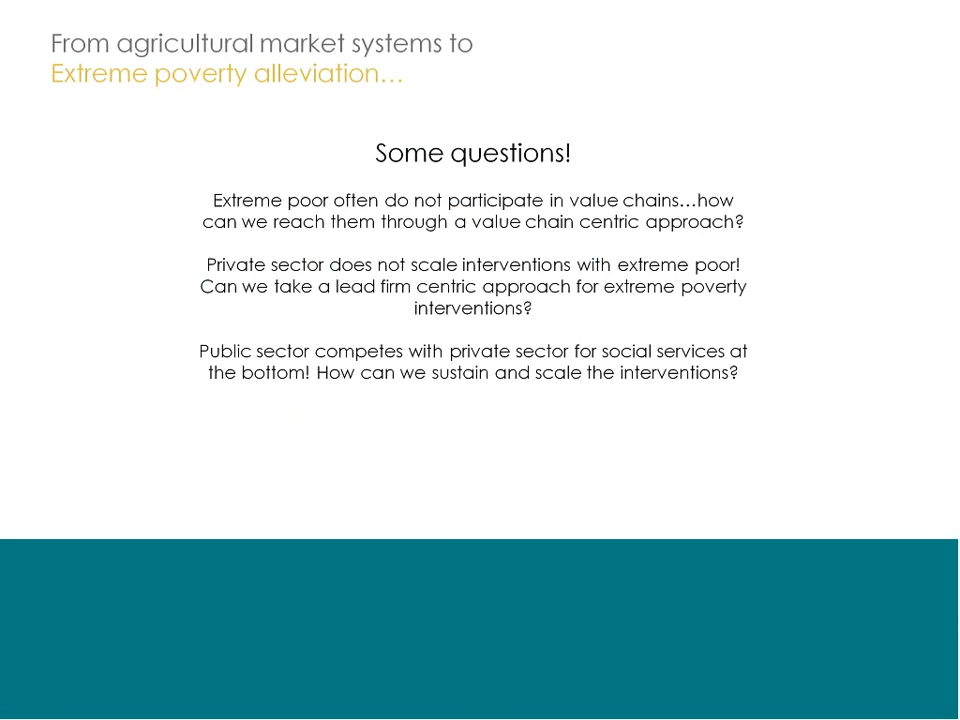 From agricultural market systems to
Extreme poverty alleviation…
Some questions!
Extreme poor often do not participate in value chains…how
can we reach them through a value chain centric approach?
Private sector does not scale interventions with extreme poor!
Can we take a lead firm centric approach for extreme poverty
interventions?
Public sector competes with private sector for social services at
the bottom! How can we sustain and scale the interventions?